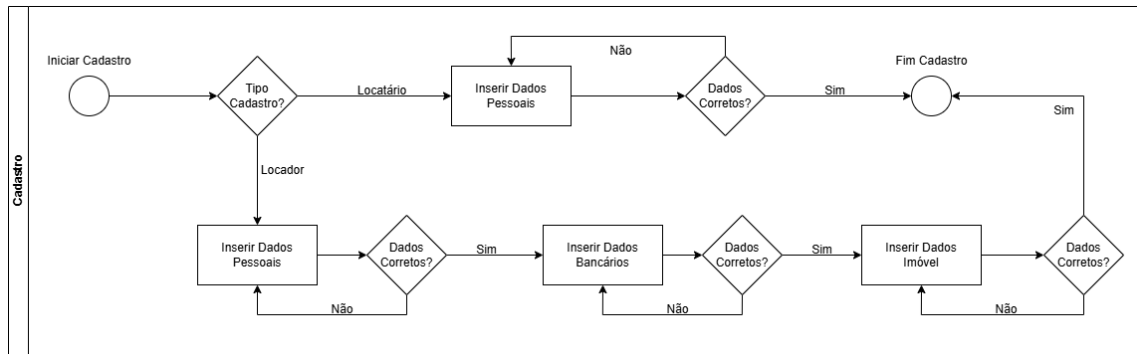 Cadastro
Iniciar Cadastro
Tipo
Cadastro?
Locatário
Inserir Dados
Pessoais
Não
Dados
Corretos?
Sim
Fim Cadastro
Sim
Locador
Inserir Dados
Pessoais
Dados
Corretos?
Não
Sim
Inserir Dados
Bancários
Dados
Corretos?
Não
Sim
Inserir Dados
Imóvel
Dados
Corretos?
Não